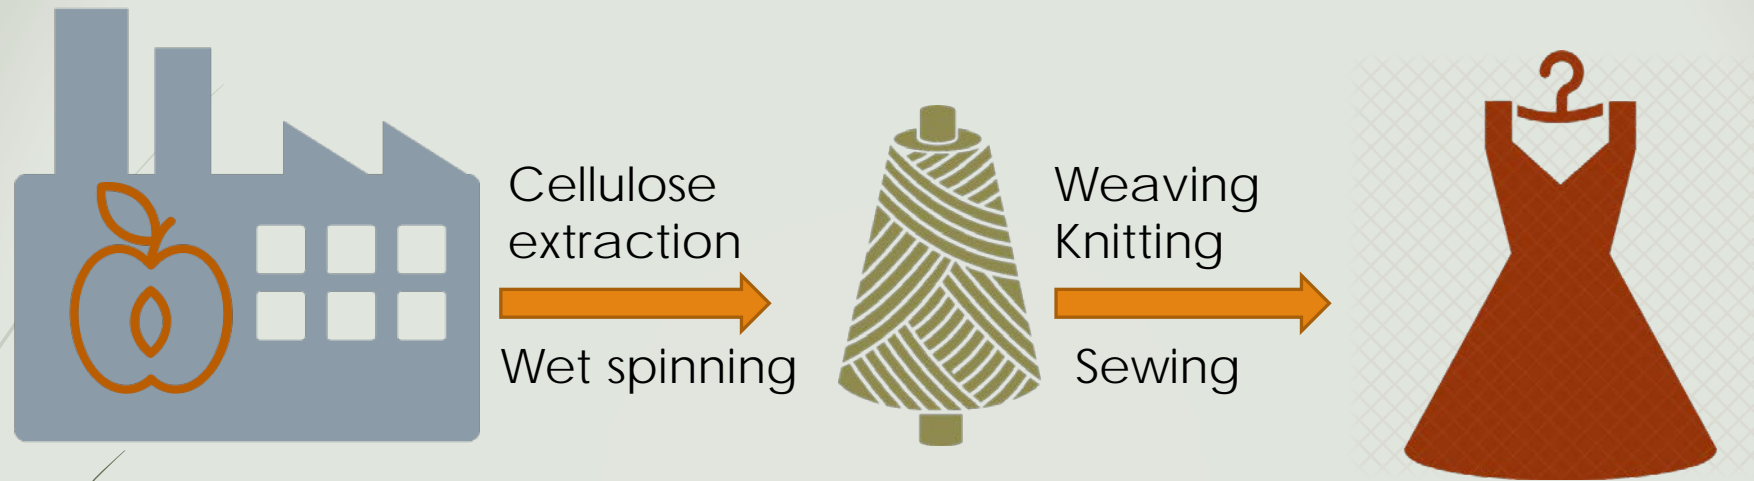 Cellulose
extraction
Wet spinning
Weaving
Knitting
Sewing